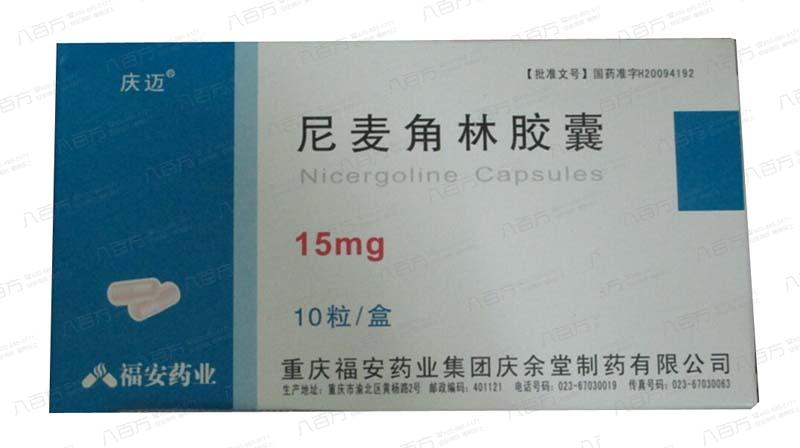 庆迈®
【批准文号】国药准字H20094192
尼麦角林胶囊
Nicergoline Capsules
15mg
10粒/盒
福安药业
重庆福安药业集团庆余堂制药有限公司
生产地址：重庆市渝北区黄杨路2号 邮政编码：401121 电话号码：023-67030019 传真号码：023-67030063
八百方